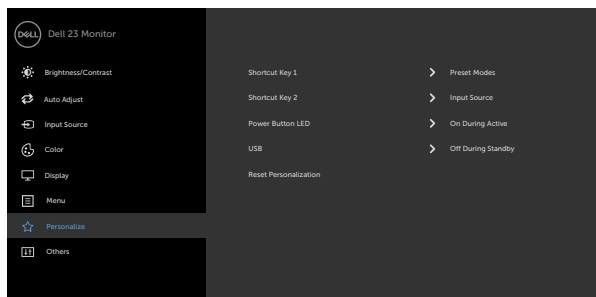 DELL Dell 23 Monitor
Brightness/Contrast
Auto Adjust
Input Source
Color
Display
Menu
Personalize
Others
Shortcut Key 1 Preset Modes
Shortcut Key 2 Input Source
Power Button LED On During Active
USB Off During Standby
Reset Personalization